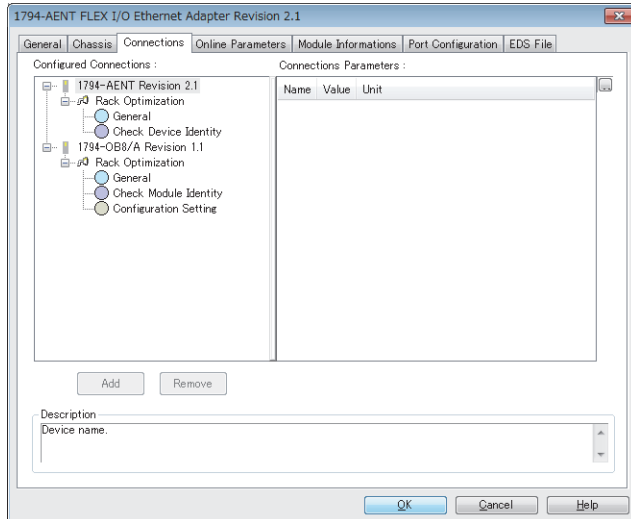 1794-AENT FLEX I/O Ethernet Adapter Revision 2.1
General Chassis Connections Online Parameters Module Informations Port Configuration EDS File
Configured Connections :
Connections Parameters :
1794-AENT Revision 2.1
Rack Optimization
General
Check Device Identity
1794-OB8/A Revision 1.1
Rack Optimization
General
Check Module Identity
Configuration Setting
Name Value Unit
...
Add Remove
Description
Device name.
OK Cancel Help